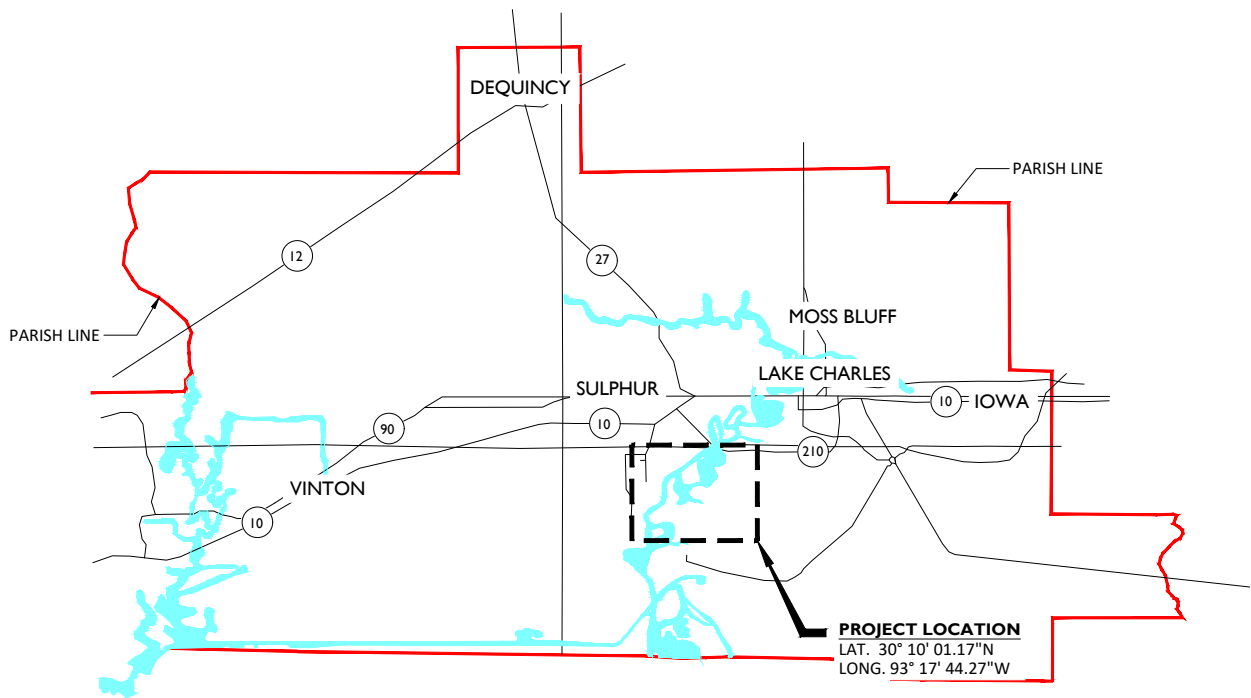 DEQUINCY
PARISH LINE
12
27
PARISH LINE
MOSS BLUFF
LAKE CHARLES
SULPHUR
10
IOWA
90
10
210
VINTON
10
PROJECT LOCATION
LAT. 30° 10' 01.17"N
LONG. 93° 17' 44.27"W